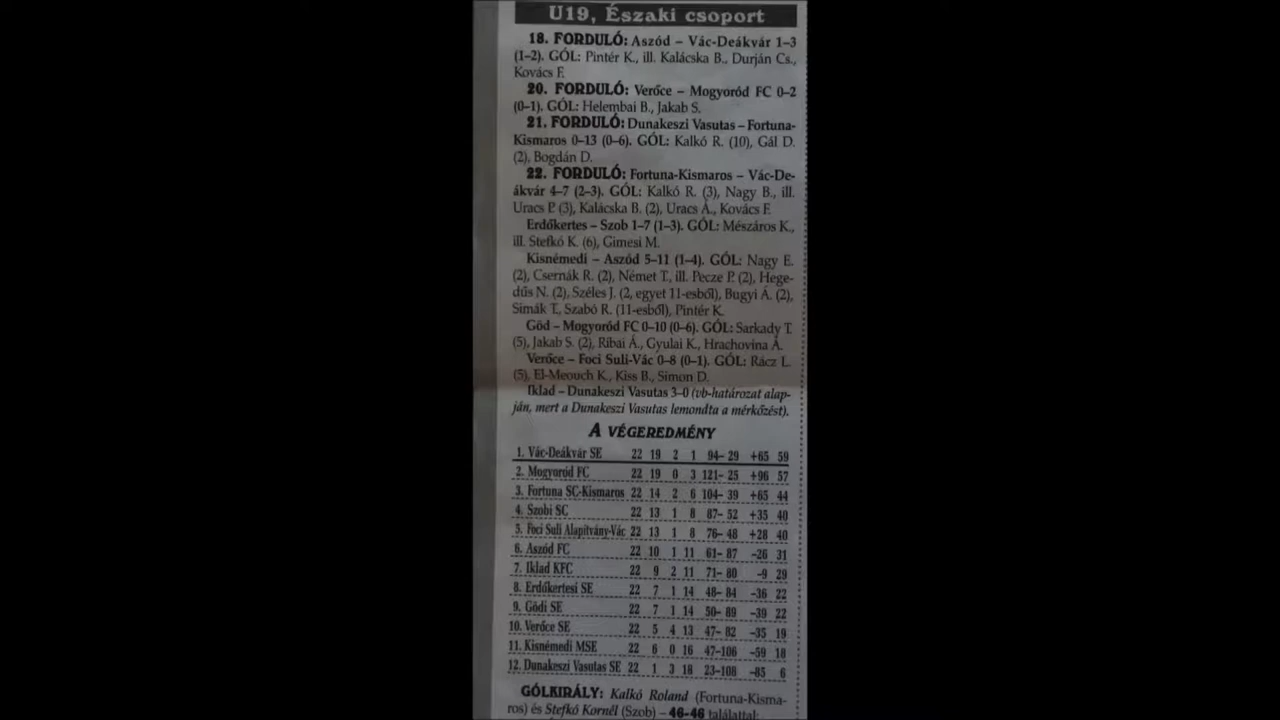 U19, Északi csoport
18. FORDULÓ: Aszód – Vác-Deákvár 1–3
(1–2). GÓL: Pintér K., ill. Kalácska B., Durján Cs.,
Kovács F.
20. FORDULÓ: Verőce – Mogyoród FC 0–2
(0–1). GÓL: Helembai B., Jakab S.
21. FORDULÓ: Dunakeszi Vasutas – Fortuna-
Kismaros 0–13 (0–6). GÓL: Kalkó R. (10), Gál D.
(2), Bogdán D.
22. FORDULÓ: Fortuna-Kismaros – Vác-De-
ákvár 4–7 (2–3). GÓL: Kalkó R. (3), Nagy B., ill.
Uracs P. (3), Kalácska B. (2), Uracs Á., Kovács F.
Erdőkertes – Szob 1–7 (1–3). GÓL: Mészáros K.,
ill. Stefkó K. (6), Gimesi M.
Kisnémedi – Aszód 5–11 (1–4). GÓL: Nagy E.
(2), Csernák R. (2), Német T., ill. Pecze P. (2), Hege-
dűs N. (2), Széles J. (2, egyet 11-esből), Bugyi Á. (2),
Simák T., Szabó R. (11-esből), Pintér K.
Göd – Mogyoród FC 0–10 (0–6). GÓL: Sarkady T.
(5), Jakab S. (2), Ribai Á., Gyulai K., Hrachovina Á.
Verőce – Foci Suli-Vác 0–8 (0–1). GÓL: Rácz L.
(5), El-Meouch K., Kiss B., Simon D.
Iklad – Dunakeszi Vasutas 3–0 (vb-határozat alap-
ján, mert a Dunakeszi Vasutas lemondta a mérkőzést).
A VÉGEREDMÉNY
1. Vác-Deákvár SE 22 19 2 1 94– 29 +65 59
2. Mogyoród FC 22 19 0 3 121– 25 +96 57
3. Fortuna SC-Kismaros 22 14 2 6 104– 39 +65 44
4. Szobi SC 22 13 1 8 87– 52 +35 40
5. Foci Suli Alapítvány-Vác 22 13 1 8 76– 48 +28 40
6. Aszód FC 22 10 1 11 61– 87 –26 31
7. Iklad KFC 22 9 2 11 71– 80 –9 29
8. Erdőkertesi SE 22 7 1 14 48– 84 –36 22
9. Gödi SE 22 7 1 14 50– 89 –39 22
10. Verőce SE 22 5 4 13 47– 82 –35 19
11. Kisnémedi MSE 22 6 0 16 47–106 –59 18
12. Dunakeszi Vasutas SE 22 1 3 18 23–108 –85 6
GÓLKIRÁLY: Kalkó Roland (Fortuna-Kisma-
ros) és Stefkó Kornél (Szob) – 46-46 találattal.